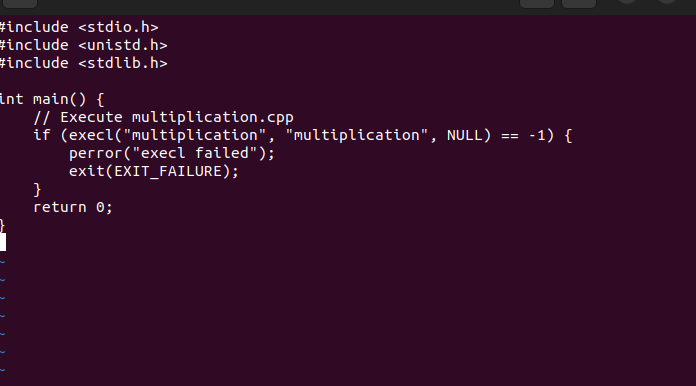 #include <stdio.h>
#include <unistd.h>
#include <stdlib.h>

int main() {
    // Execute multiplication.cpp
    if (execl("multiplication", "multiplication", NULL) == -1) {
        perror("execl failed");
        exit(EXIT_FAILURE);
    }
    return 0;
}
~
~
~
~
~
~
~